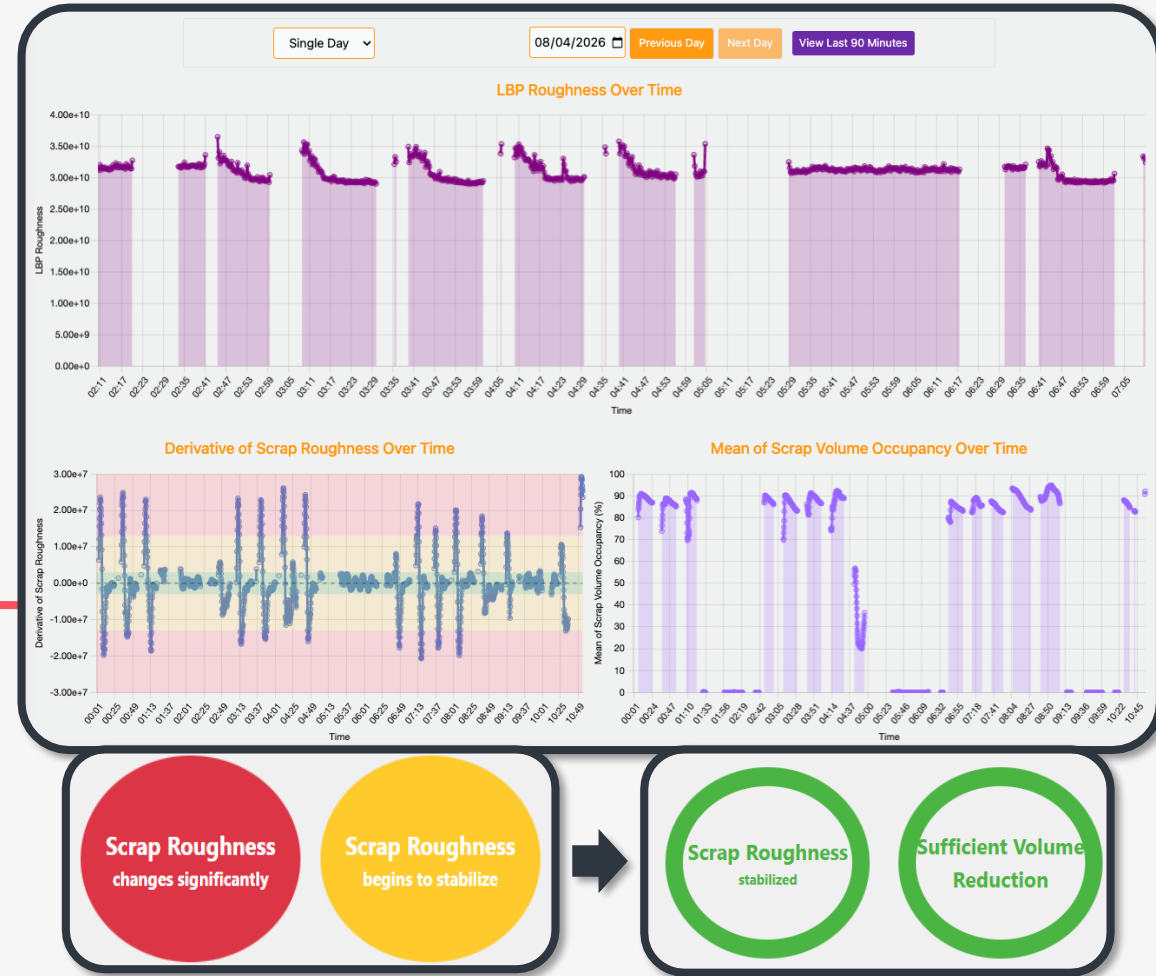 Single Day
08/04/2026
Previous Day
Next Day
View Last 90 Minutes
LBP Roughness Over Time
LBP Roughness
4.00e+10
3.50e+10
3.00e+10
2.50e+10
2.00e+10
1.50e+10
1.00e+10
5.00e+9
0.00e+0
02:11 02:17 02:23 02:29 02:35 02:41 02:47 02:53 02:59 03:05 03:11 03:17 03:23 03:29 03:35 03:41 03:47 03:53 03:59 04:05 04:11 04:17 04:23 04:29 04:35 04:41 04:47 04:53 04:59 05:05 05:11 05:17 05:23 05:29 05:35 05:41 05:47 05:53 05:59 06:05 06:11 06:17 06:23 06:29 06:35 06:41 06:47 06:53 06:59 07:05
Time
Derivative of Scrap Roughness Over Time
Derivative of Scrap Roughness
3.00e+7
2.00e+7
1.00e+7
0.00e+0
-1.00e+7
-2.00e+7
-3.00e+7
00:01 00:25 00:49 01:13 01:37 02:01 02:25 02:49 03:13 03:37 04:01 04:25 04:49 05:13 05:37 06:01 06:25 06:49 07:13 07:37 08:01 08:25 08:49 09:13 09:37 10:01 10:25 10:49
Time
Mean of Scrap Volume Occupancy Over Time
Mean of Scrap Volume Occupancy (%)
100
90
80
70
60
50
40
30
20
10
0
00:01 00:24 00:47 01:10 01:33 01:56 02:19 02:42 03:05 03:28 03:51 04:14 04:37 05:00 05:23 05:46 06:09 06:32 06:55 07:18 07:41 08:04 08:27 08:50 09:13 09:36 09:59 10:22 10:45
Time
Scrap Roughness
changes significantly
Scrap Roughness
begins to stabilize
Scrap Roughness
stabilized
Sufficient Volume
Reduction